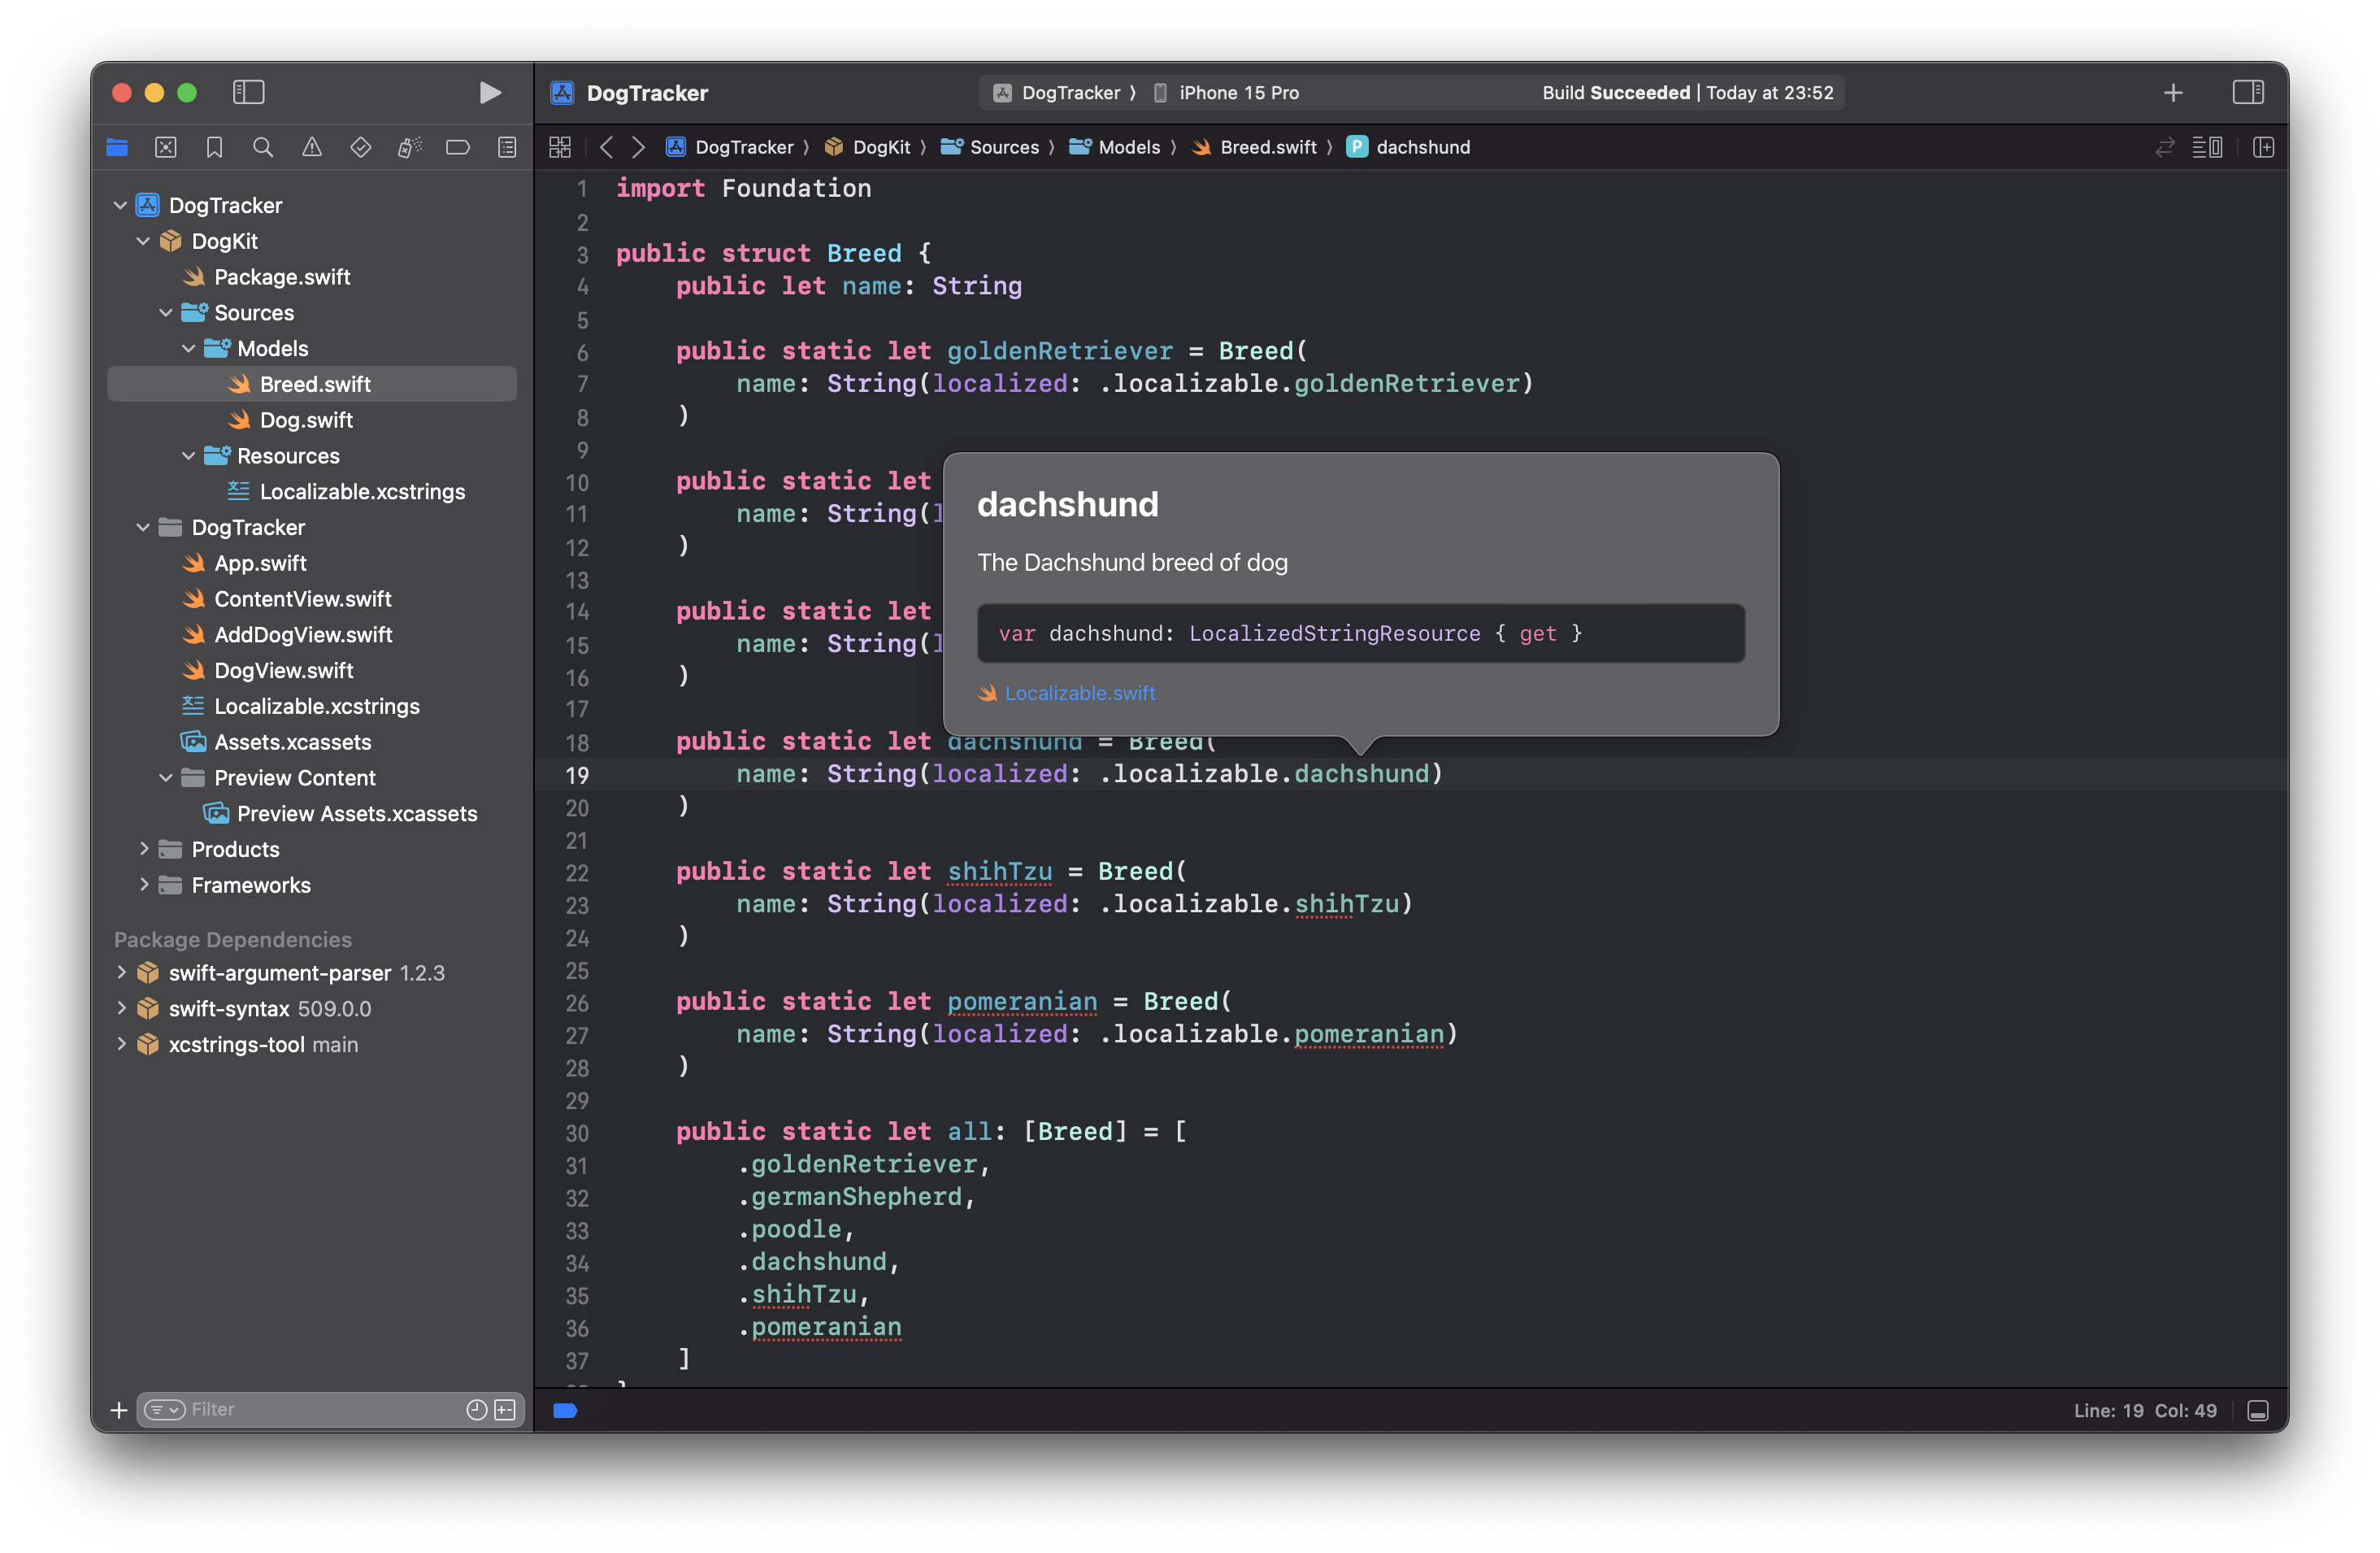 DogTracker
DogTracker 〉 iPhone 15 Pro
Build Succeeded | Today at 23:52
DogTracker 〉 DogKit 〉 Sources 〉 Models 〉 Breed.swift 〉 P dachshund
DogTracker
DogKit
Package.swift
Sources
Models
Breed.swift
Dog.swift
Resources
Localizable.xcstrings
DogTracker
App.swift
ContentView.swift
AddDogView.swift
DogView.swift
Localizable.xcstrings
Assets.xcassets
Preview Content
Preview Assets.xcassets
Products
Frameworks
Package Dependencies
swift-argument-parser 1.2.3
swift-syntax 509.0.0
xcstrings-tool main
Filter
1 import Foundation
2
3 public struct Breed {
4 public let name: String
5
6 public static let goldenRetriever = Breed(
7 name: String(localized: .localizable.goldenRetriever)
8 )
9
10 public static let
11 name: String(l
12 )
13
14 public static let
15 name: String(l
16 )
17
18 public static let dachshund = Breed(
19 name: String(localized: .localizable.dachshund)
20 )
21
22 public static let shihTzu = Breed(
23 name: String(localized: .localizable.shihTzu)
24 )
25
26 public static let pomeranian = Breed(
27 name: String(localized: .localizable.pomeranian)
28 )
29
30 public static let all: [Breed] = [
31 .goldenRetriever,
32 .germanShepherd,
33 .poodle,
34 .dachshund,
35 .shihTzu,
36 .pomeranian
37 ]
dachshund
The Dachshund breed of dog
var dachshund: LocalizedStringResource { get }
Localizable.swift
Line: 19 Col: 49